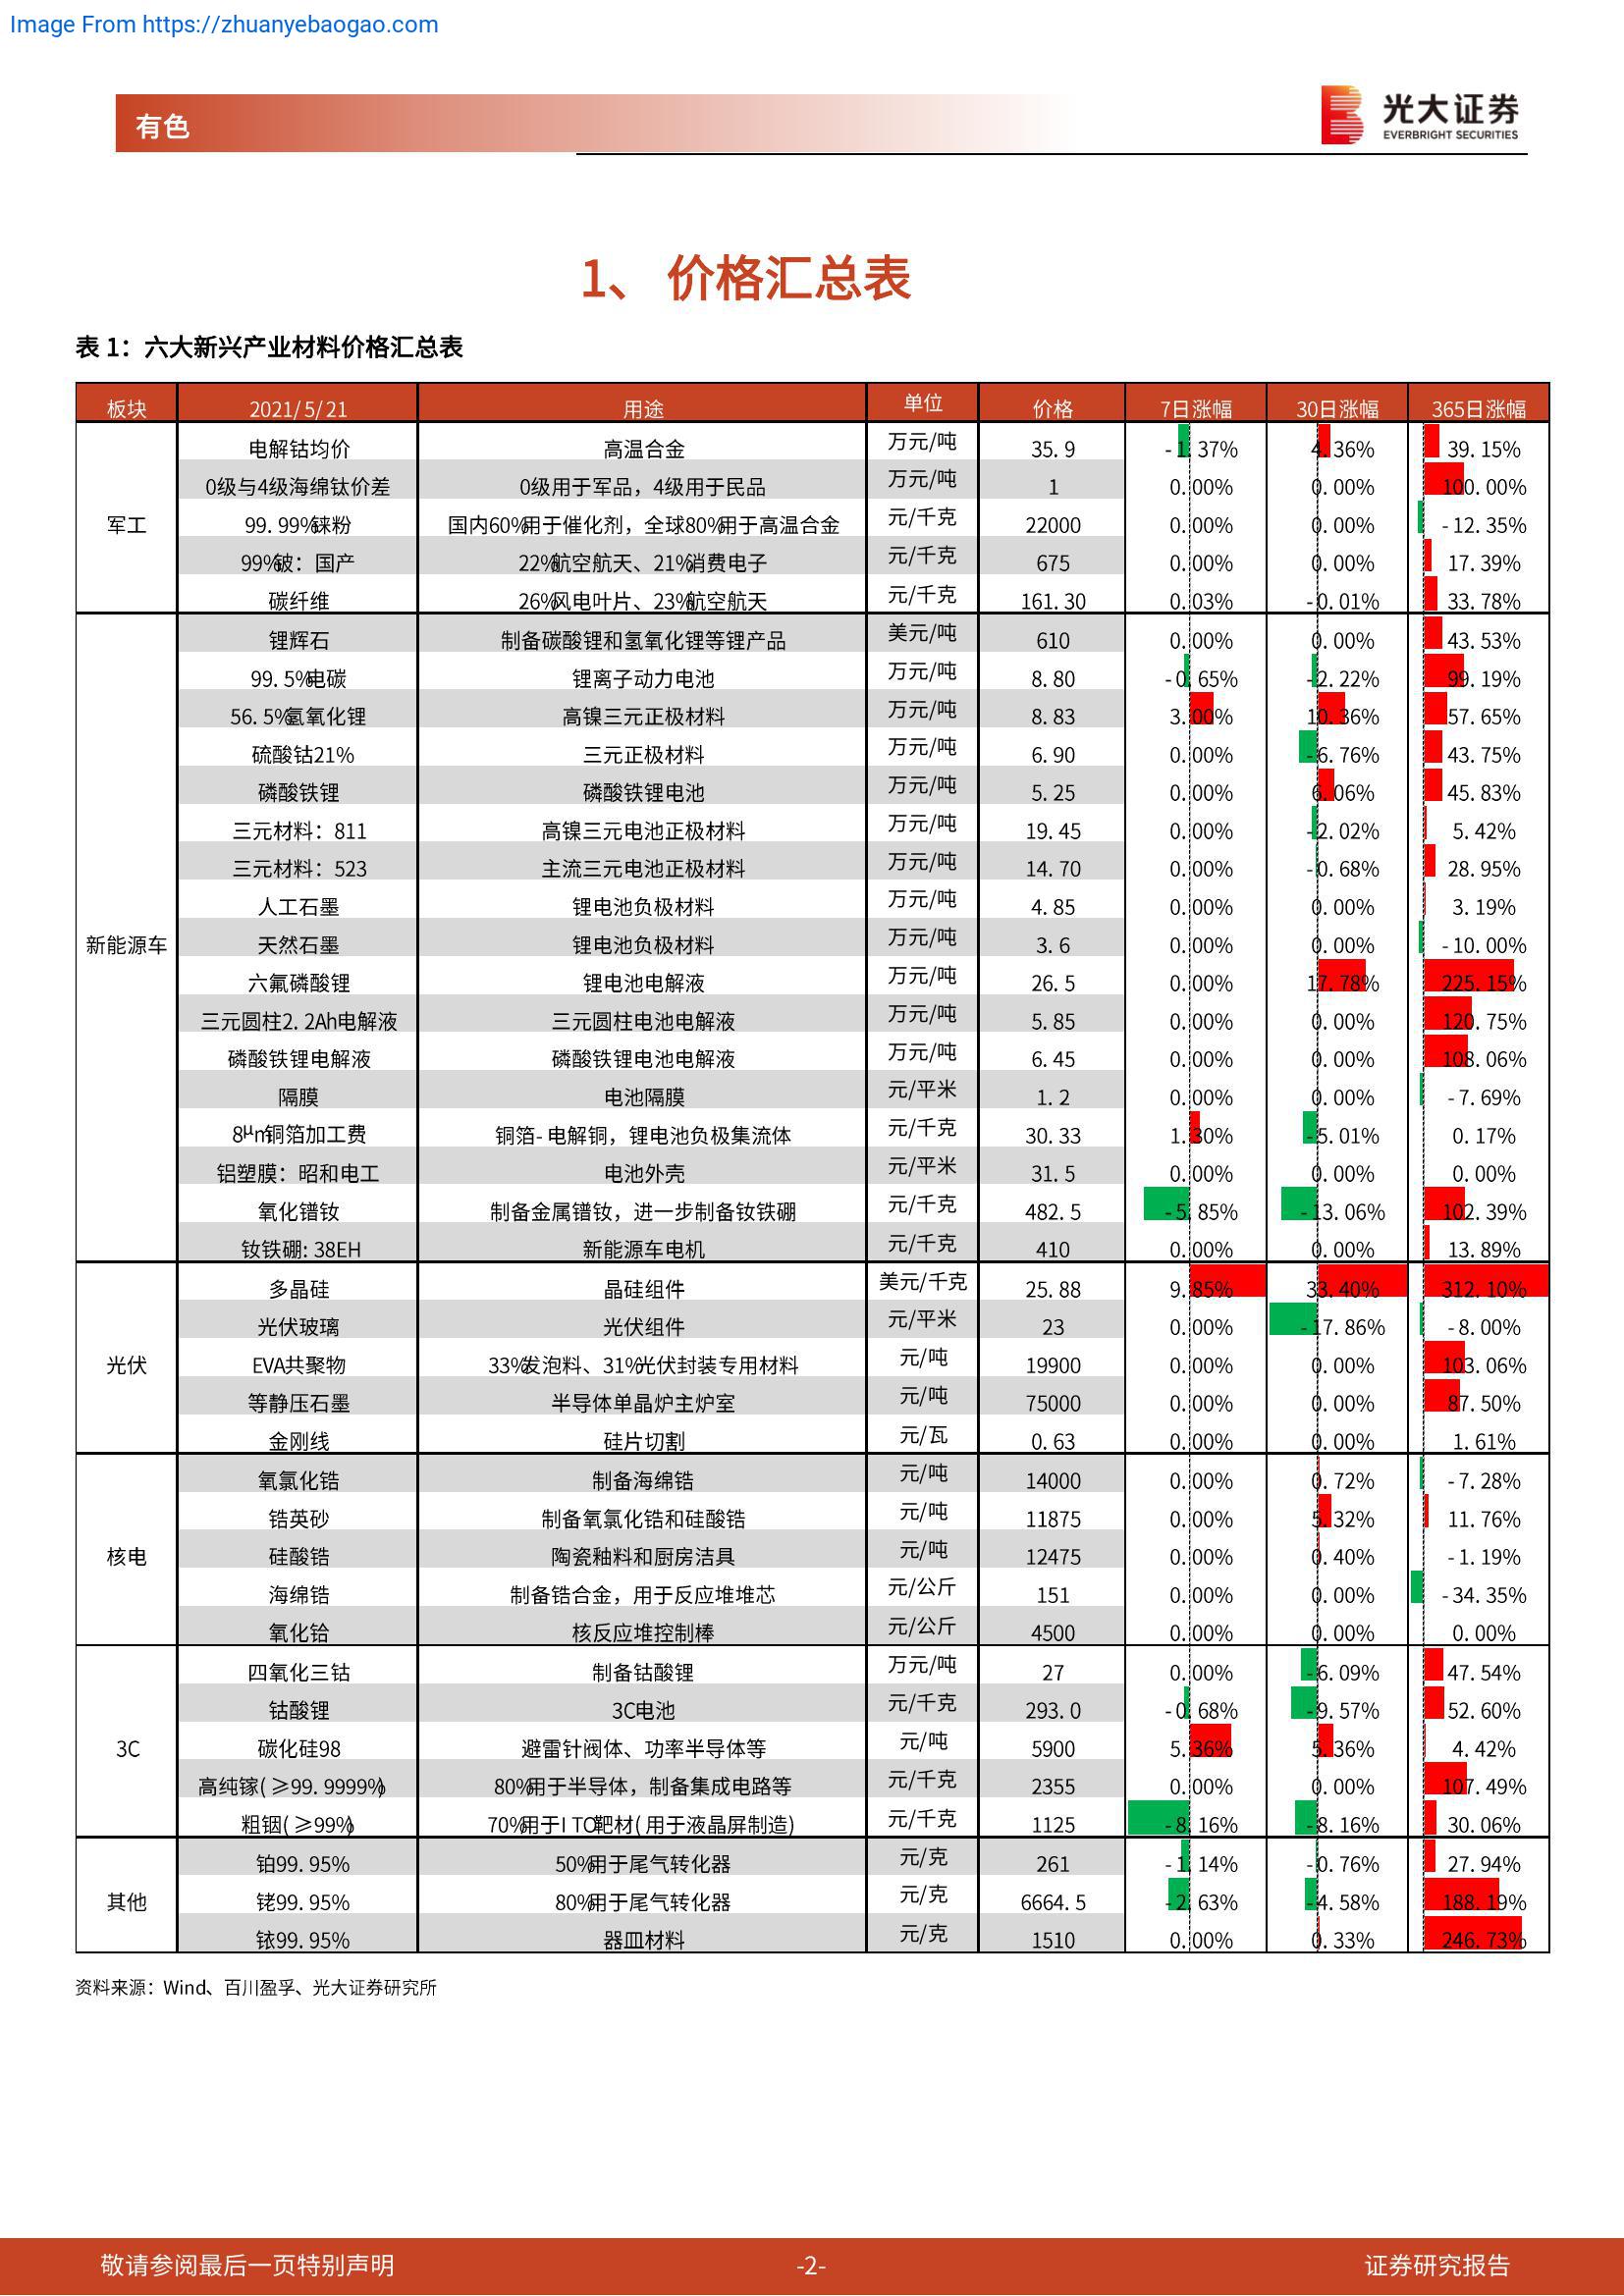 Image From https://zhuanyebaogao.com
有色
光大证券
EVERBRIGHT SECURITIES
1、 价格汇总表
表 1：六大新兴产业材料价格汇总表
板块 2021/5/21 用途 单位 价格 7日涨幅 30日涨幅 365日涨幅
军工
电解钴均价 高温合金 万元/吨 35.9 -1.37% 4.36% 39.15%
0级与4级海绵钛价差 0级用于军品，4级用于民品 万元/吨 1 0.00% 0.00% 100.00%
99.99%铼粉 国内60%用于催化剂，全球80%用于高温合金 元/千克 22000 0.00% 0.00% -12.35%
99%铍：国产 22%航空航天、21%消费电子 元/千克 675 0.00% 0.00% 17.39%
碳纤维 26%风电叶片、23%航空航天 元/千克 161.30 0.03% -0.01% 33.78%
新能源车
锂辉石 制备碳酸锂和氢氧化锂等锂产品 美元/吨 610 0.00% 0.00% 43.53%
99.5%电碳 锂离子动力电池 万元/吨 8.80 -0.65% -2.22% 99.19%
56.5%氢氧化锂 高镍三元正极材料 万元/吨 8.83 3.00% 10.36% 57.65%
硫酸钴21% 三元正极材料 万元/吨 6.90 0.00% -6.76% 43.75%
磷酸铁锂 磷酸铁锂电池 万元/吨 5.25 0.00% 6.06% 45.83%
三元材料：811 高镍三元电池正极材料 万元/吨 19.45 0.00% -2.02% 5.42%
三元材料：523 主流三元电池正极材料 万元/吨 14.70 0.00% -0.68% 28.95%
人工石墨 锂电池负极材料 万元/吨 4.85 0.00% 0.00% 3.19%
天然石墨 锂电池负极材料 万元/吨 3.6 0.00% 0.00% -10.00%
六氟磷酸锂 锂电池电解液 万元/吨 26.5 0.00% 17.78% 225.15%
三元圆柱2.2Ah电解液 三元圆柱电池电解液 万元/吨 5.85 0.00% 0.00% 120.75%
磷酸铁锂电解液 磷酸铁锂电池电解液 万元/吨 6.45 0.00% 0.00% 108.06%
隔膜 电池隔膜 元/平米 1.2 0.00% 0.00% -7.69%
8μm铜箔加工费 铜箔-电解铜，锂电池负极集流体 元/千克 30.33 1.30% -5.01% 0.17%
铝塑膜：昭和电工 电池外壳 元/平米 31.5 0.00% 0.00% 0.00%
氧化镨钕 制备金属镨钕，进一步制备钕铁硼 元/千克 482.5 -5.85% -13.06% 102.39%
钕铁硼:38EH 新能源车电机 元/千克 410 0.00% 0.00% 13.89%
光伏
多晶硅 晶硅组件 美元/千克 25.88 9.85% 33.40% 312.10%
光伏玻璃 光伏组件 元/平米 23 0.00% -17.86% -8.00%
EVA共聚物 33%发泡料、31%光伏封装专用材料 元/吨 19900 0.00% 0.00% 103.06%
等静压石墨 半导体单晶炉主炉室 元/吨 75000 0.00% 0.00% 87.50%
金刚线 硅片切割 元/瓦 0.63 0.00% 0.00% 1.61%
核电
氧氯化锆 制备海绵锆 元/吨 14000 0.00% 0.72% -7.28%
锆英砂 制备氧氯化锆和硅酸锆 元/吨 11875 0.00% 5.32% 11.76%
硅酸锆 陶瓷釉料和厨房洁具 元/吨 12475 0.00% 0.40% -1.19%
海绵锆 制备锆合金，用于反应堆堆芯 元/公斤 151 0.00% 0.00% -34.35%
氧化铪 核反应堆控制棒 元/公斤 4500 0.00% 0.00% 0.00%
3C
四氧化三钴 制备钴酸锂 万元/吨 27 0.00% -6.09% 47.54%
钴酸锂 3C电池 元/千克 293.0 -0.68% -9.57% 52.60%
碳化硅98 避雷针阀体、功率半导体等 元/吨 5900 5.36% 5.36% 4.42%
高纯镓(≥99.9999%) 80%用于半导体，制备集成电路等 元/千克 2355 0.00% 0.00% 107.49%
粗铟(≥99%) 70%用于ITO靶材(用于液晶屏制造) 元/千克 1125 -8.16% -8.16% 30.06%
其他
铂99.95% 50%用于尾气转化器 元/克 261 -1.14% -0.76% 27.94%
铑99.95% 80%用于尾气转化器 元/克 6664.5 -2.63% -4.58% 188.19%
铱99.95% 器皿材料 元/克 1510 0.00% 0.33% 246.73%
资料来源：Wind、百川盈孚、光大证券研究所
敬请参阅最后一页特别声明 -2- 证券研究报告